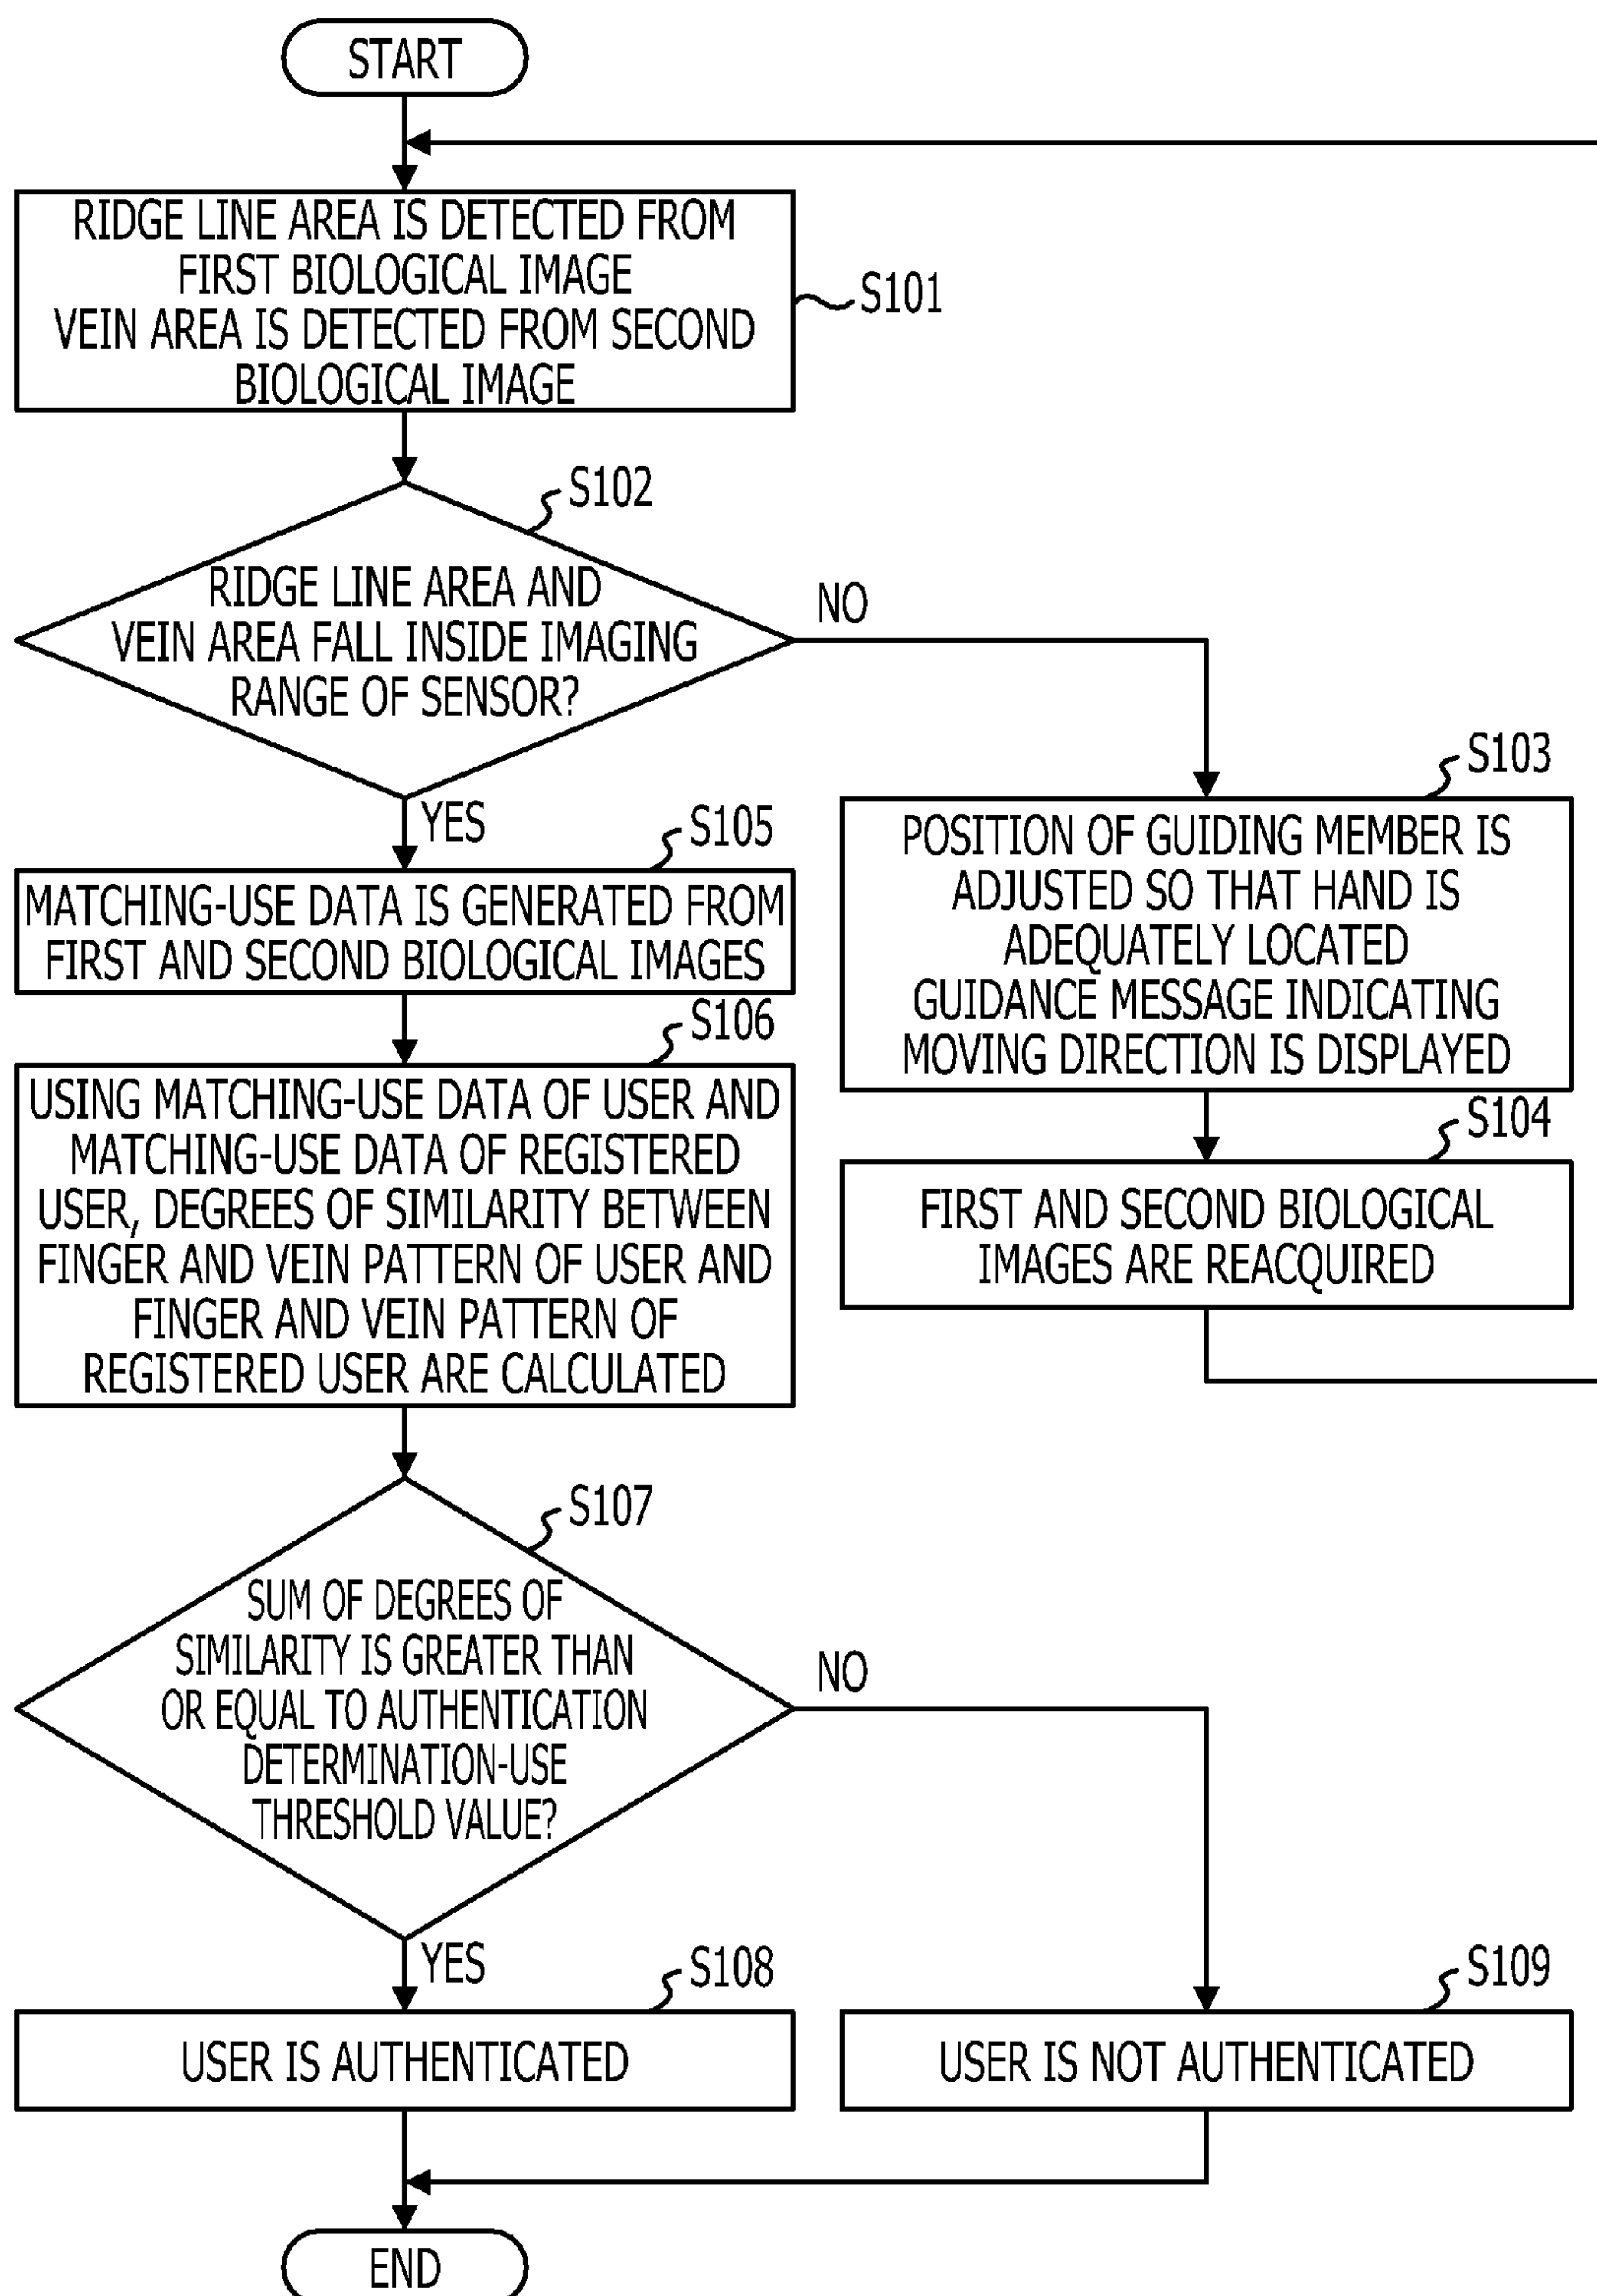 START
RIDGE LINE AREA IS DETECTED FROM
FIRST BIOLOGICAL IMAGE
VEIN AREA IS DETECTED FROM SECOND
BIOLOGICAL IMAGE
S101
S102
RIDGE LINE AREA AND
VEIN AREA FALL INSIDE IMAGING
RANGE OF SENSOR?
NO
YES
S103
POSITION OF GUIDING MEMBER IS
ADJUSTED SO THAT HAND IS
ADEQUATELY LOCATED
GUIDANCE MESSAGE INDICATING
MOVING DIRECTION IS DISPLAYED
S104
FIRST AND SECOND BIOLOGICAL
IMAGES ARE REACQUIRED
S105
MATCHING-USE DATA IS GENERATED FROM
FIRST AND SECOND BIOLOGICAL IMAGES
S106
USING MATCHING-USE DATA OF USER AND
MATCHING-USE DATA OF REGISTERED
USER, DEGREES OF SIMILARITY BETWEEN
FINGER AND VEIN PATTERN OF USER AND
FINGER AND VEIN PATTERN OF
REGISTERED USER ARE CALCULATED
S107
SUM OF DEGREES OF
SIMILARITY IS GREATER THAN
OR EQUAL TO AUTHENTICATION
DETERMINATION-USE
THRESHOLD VALUE?
NO
YES
S108
USER IS AUTHENTICATED
S109
USER IS NOT AUTHENTICATED
END